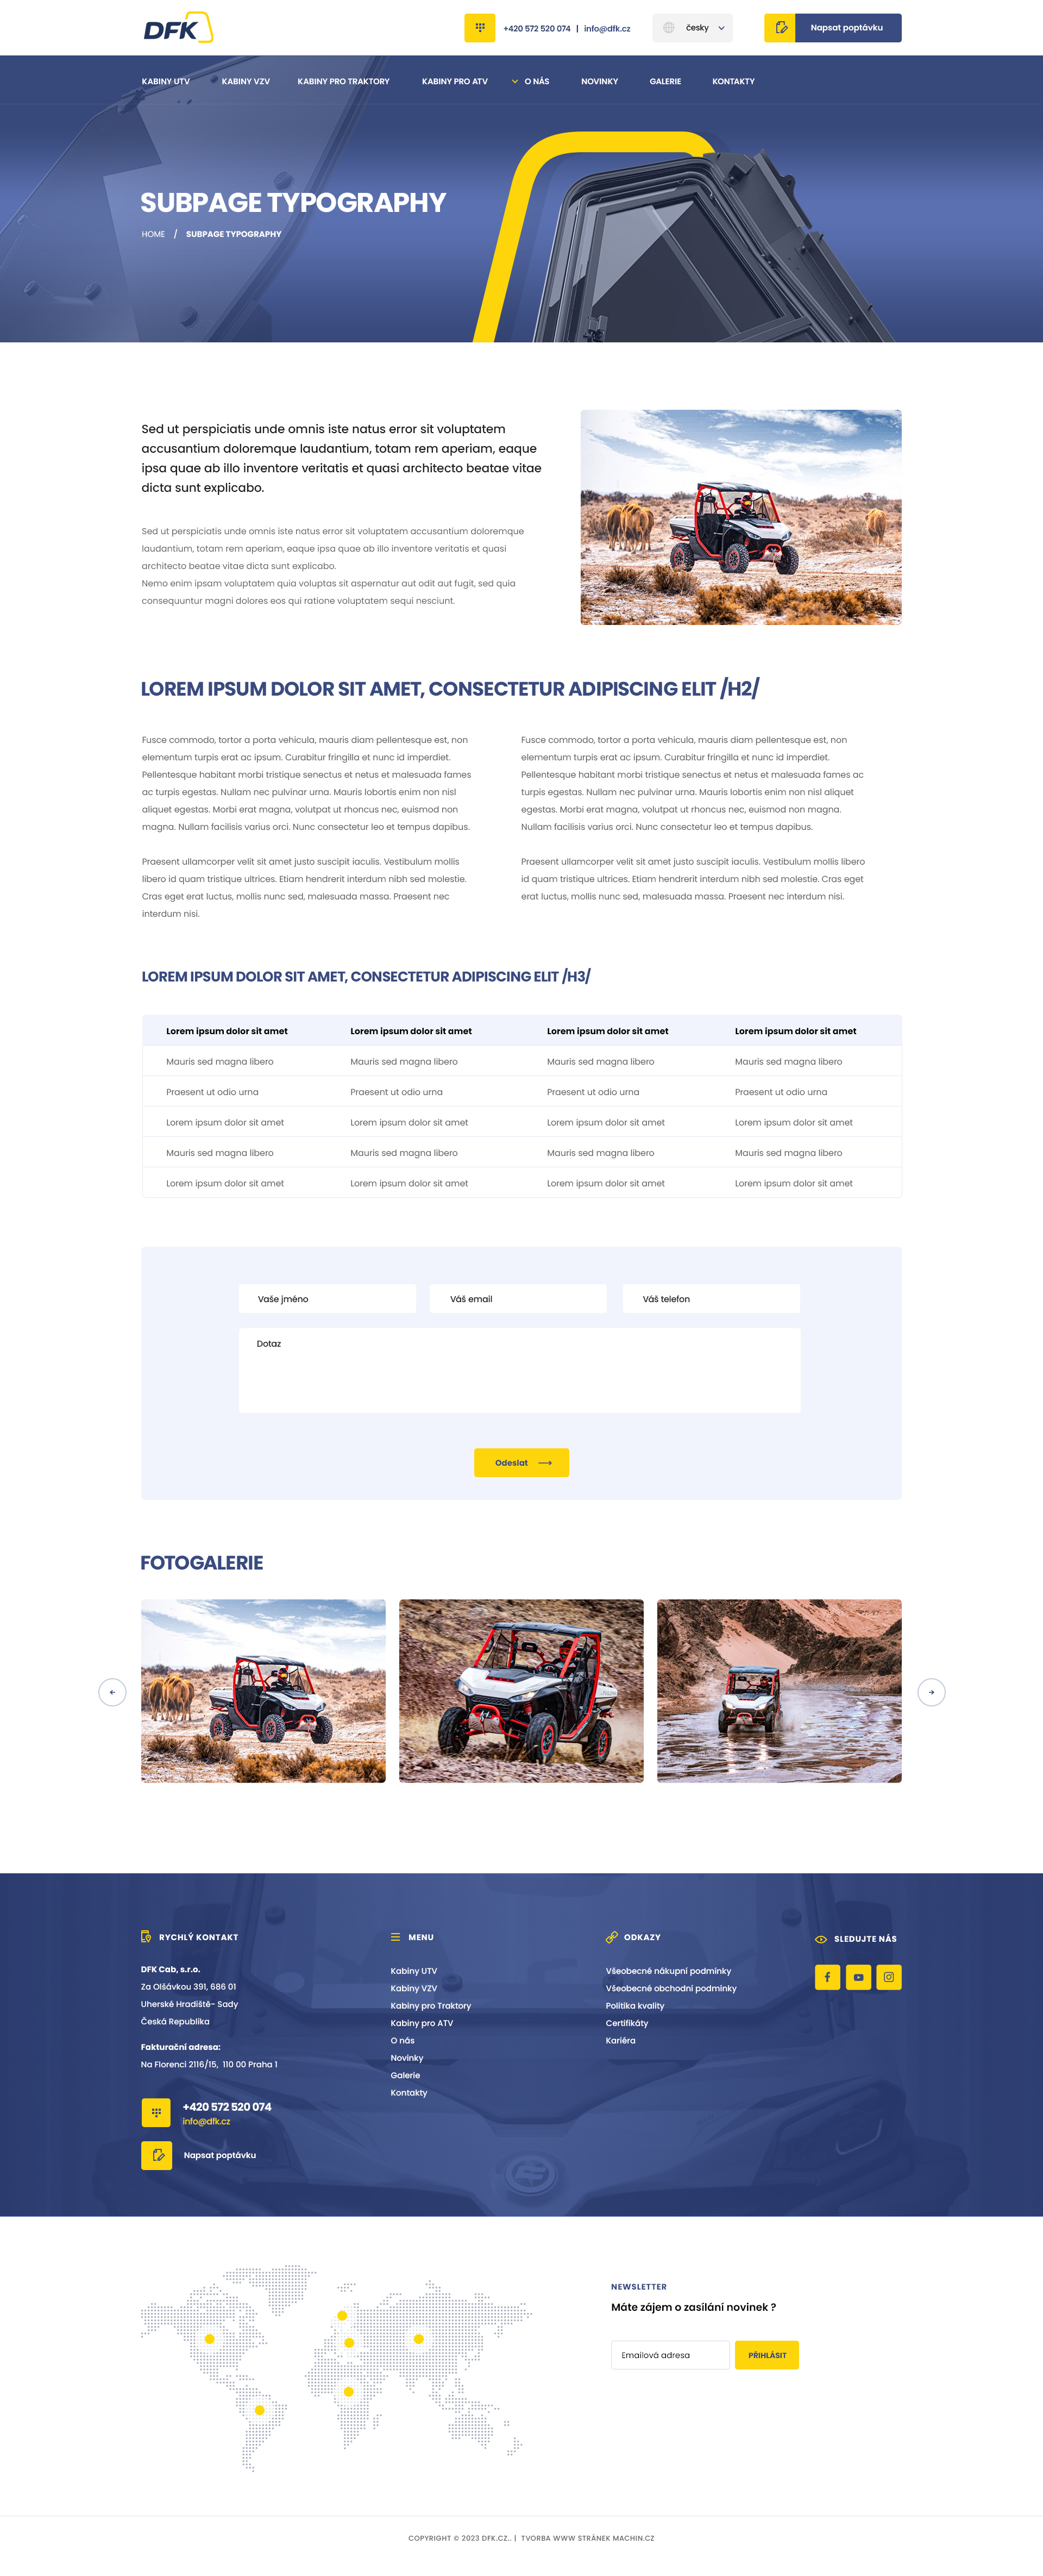 DFK
+420 572 520 074 | info@dfk.cz
česky
Napsat poptávku
KABINY UTV
KABINY VZV
KABINY PRO TRAKTORY
KABINY PRO ATV
O NÁS
NOVINKY
GALERIE
KONTAKTY
SUBPAGE TYPOGRAPHY
HOME / SUBPAGE TYPOGRAPHY
Sed ut perspiciatis unde omnis iste natus error sit voluptatem
accusantium doloremque laudantium, totam rem aperiam, eaque
ipsa quae ab illo inventore veritatis et quasi architecto beatae vitae
dicta sunt explicabo.
Sed ut perspiciatis unde omnis iste natus error sit voluptatem accusantium doloremque
laudantium, totam rem aperiam, eaque ipsa quae ab illo inventore veritatis et quasi
architecto beatae vitae dicta sunt explicabo.
Nemo enim ipsam voluptatem quia voluptas sit aspernatur aut odit aut fugit, sed quia
consequuntur magni dolores eos qui ratione voluptatem sequi nesciunt.
LOREM IPSUM DOLOR SIT AMET, CONSECTETUR ADIPISCING ELIT /H2/
Fusce commodo, tortor a porta vehicula, mauris diam pellentesque est, non
elementum turpis erat ac ipsum. Curabitur fringilla et nunc id imperdiet.
Pellentesque habitant morbi tristique senectus et netus et malesuada fames
ac turpis egestas. Nullam nec pulvinar urna. Mauris lobortis enim non nisl
aliquet egestas. Morbi erat magna, volutpat ut rhoncus nec, euismod non
magna. Nullam facilisis varius orci. Nunc consectetur leo et tempus dapibus.
Praesent ullamcorper velit sit amet justo suscipit iaculis. Vestibulum mollis
libero id quam tristique ultrices. Etiam hendrerit interdum nibh sed molestie.
Cras eget erat luctus, mollis nunc sed, malesuada massa. Praesent nec
interdum nisi.
Fusce commodo, tortor a porta vehicula, mauris diam pellentesque est, non
elementum turpis erat ac ipsum. Curabitur fringilla et nunc id imperdiet.
Pellentesque habitant morbi tristique senectus et netus et malesuada fames ac
turpis egestas. Nullam nec pulvinar urna. Mauris lobortis enim non nisl aliquet
egestas. Morbi erat magna, volutpat ut rhoncus nec, euismod non magna.
Nullam facilisis varius orci. Nunc consectetur leo et tempus dapibus.
Praesent ullamcorper velit sit amet justo suscipit iaculis. Vestibulum mollis libero
id quam tristique ultrices. Etiam hendrerit interdum nibh sed molestie. Cras eget
erat luctus, mollis nunc sed, malesuada massa. Praesent nec interdum nisi.
LOREM IPSUM DOLOR SIT AMET, CONSECTETUR ADIPISCING ELIT /H3/
Lorem ipsum dolor sit amet Lorem ipsum dolor sit amet Lorem ipsum dolor sit amet Lorem ipsum dolor sit amet
Mauris sed magna libero Mauris sed magna libero Mauris sed magna libero Mauris sed magna libero
Praesent ut odio urna Praesent ut odio urna Praesent ut odio urna Praesent ut odio urna
Lorem ipsum dolor sit amet Lorem ipsum dolor sit amet Lorem ipsum dolor sit amet Lorem ipsum dolor sit amet
Mauris sed magna libero Mauris sed magna libero Mauris sed magna libero Mauris sed magna libero
Lorem ipsum dolor sit amet Lorem ipsum dolor sit amet Lorem ipsum dolor sit amet Lorem ipsum dolor sit amet
Vaše jméno
Váš email
Váš telefon
Dotaz
Odeslat
FOTOGALERIE
RYCHLÝ KONTAKT
DFK Cab, s.r.o.
Za Olšávkou 391, 686 01
Uherské Hradiště- Sady
Česká Republika
Fakturační adresa:
Na Florenci 2116/15, 110 00 Praha 1
+420 572 520 074
info@dfk.cz
Napsat poptávku
MENU
Kabiny UTV
Kabiny VZV
Kabiny pro Traktory
Kabiny pro ATV
O nás
Novinky
Galerie
Kontakty
ODKAZY
Všeobecné nákupní podmínky
Všeobecné obchodní podmínky
Politika kvality
Certifikáty
Kariéra
SLEDUJTE NÁS
NEWSLETTER
Máte zájem o zasílání novinek ?
Emailová adresa
PŘIHLÁSIT
COPYRIGHT © 2023 DFK.CZ.. | TVORBA WWW STRÁNEK MACHIN.CZ